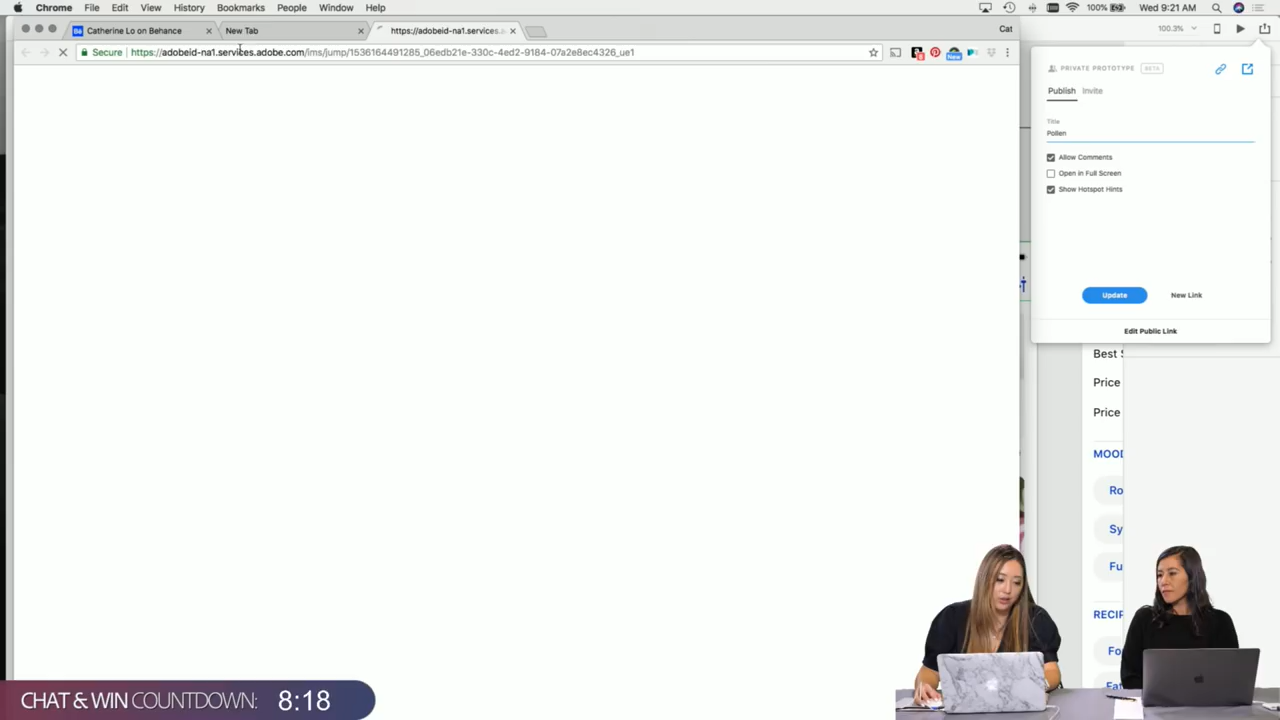 Chrome File Edit View History Bookmarks People Window Help
100% Wed 9:21 AM
Catherine Lo on Behance
New Tab
https://adobeid-na1.services.a
Cat
100.3%
Secure https://adobeid-na1.services.adobe.com/ims/jump/1536164491285_06edb21e-330c-4ed2-9184-07a2e8ec4326_ue1
New
PRIVATE PROTOTYPE BETA
Publish Invite
Title
Pollen
Allow Comments
Open in Full Screen
Show Hotspot Hints
Update New Link
Edit Public Link
Best S
Price
Price
MOOD
Ro
Sy
Fu
RECIP
Fo
Fat
CHAT & WIN COUNTDOWN: 8:18